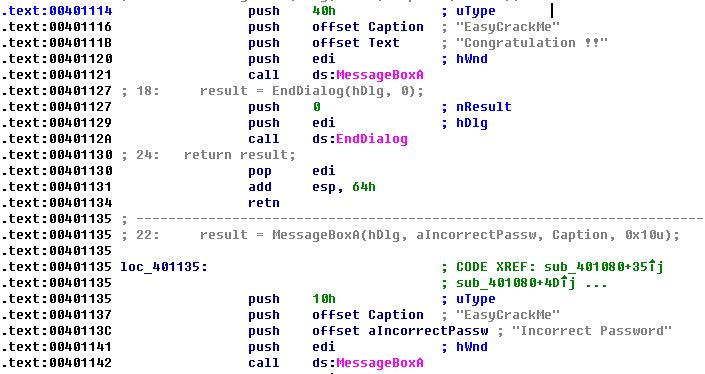 .text:00401114 push 40h ; uType
.text:00401116 push offset Caption ; "EasyCrackMe"
.text:0040111B push offset Text ; "Congratulation !!"
.text:00401120 push edi ; hWnd
.text:00401121 call ds:MessageBoxA
.text:00401127 ; 18: result = EndDialog(hDlg, 0);
.text:00401127 push 0 ; nResult
.text:00401129 push edi ; hDlg
.text:0040112A call ds:EndDialog
.text:00401130 ; 24: return result;
.text:00401130 pop edi
.text:00401131 add esp, 64h
.text:00401134 retn
.text:00401135 ; ---------------------------------------------------------------------------
.text:00401135 ; 22: result = MessageBoxA(hDlg, aIncorrectPassw, Caption, 0x10u);
.text:00401135
.text:00401135 loc_401135: ; CODE XREF: sub_401080+35↑j
.text:00401135 ; sub_401080+4D↑j ...
.text:00401135 push 10h ; uType
.text:00401137 push offset Caption ; "EasyCrackMe"
.text:0040113C push offset aIncorrectPassw ; "Incorrect Password"
.text:00401141 push edi ; hWnd
.text:00401142 call ds:MessageBoxA